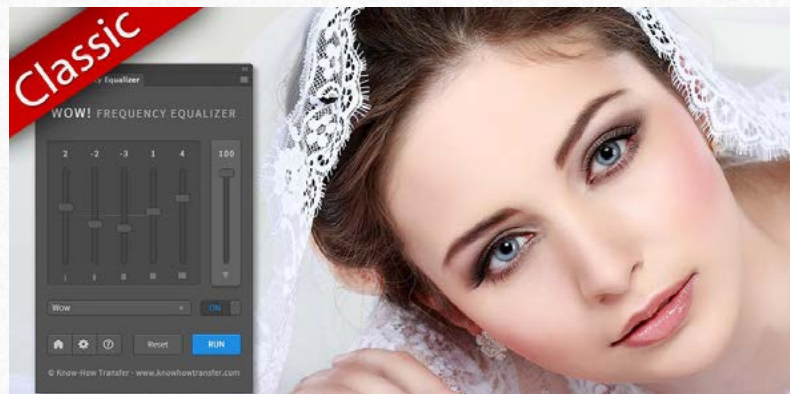 Classic
cy Equalizer
WOW! FREQUENCY EQUALIZER
2 -2 -3 1 4 100
Wow
ON
Reset RUN
© Know-How Transfer - www.knowhowtransfer.com